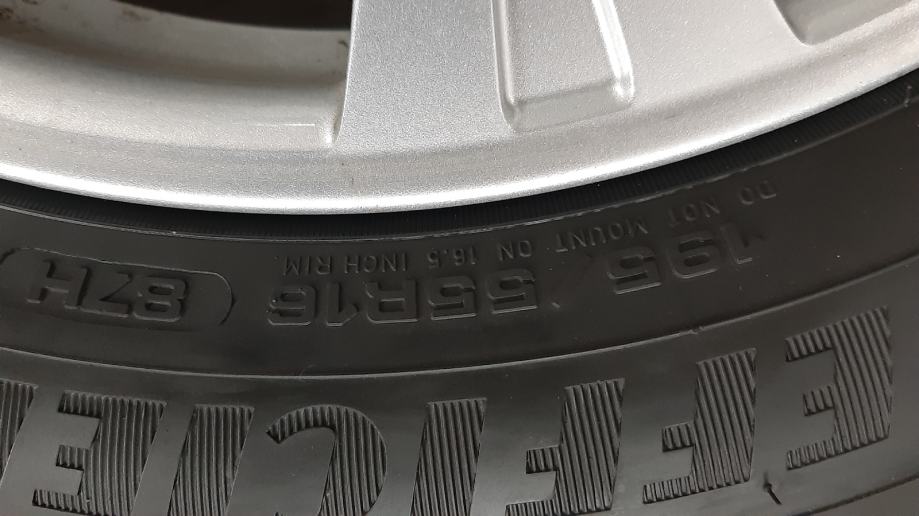 DO NOT MOUNT ON 16.5 INCH RIM.
195/55R16 87H
EFFICIE